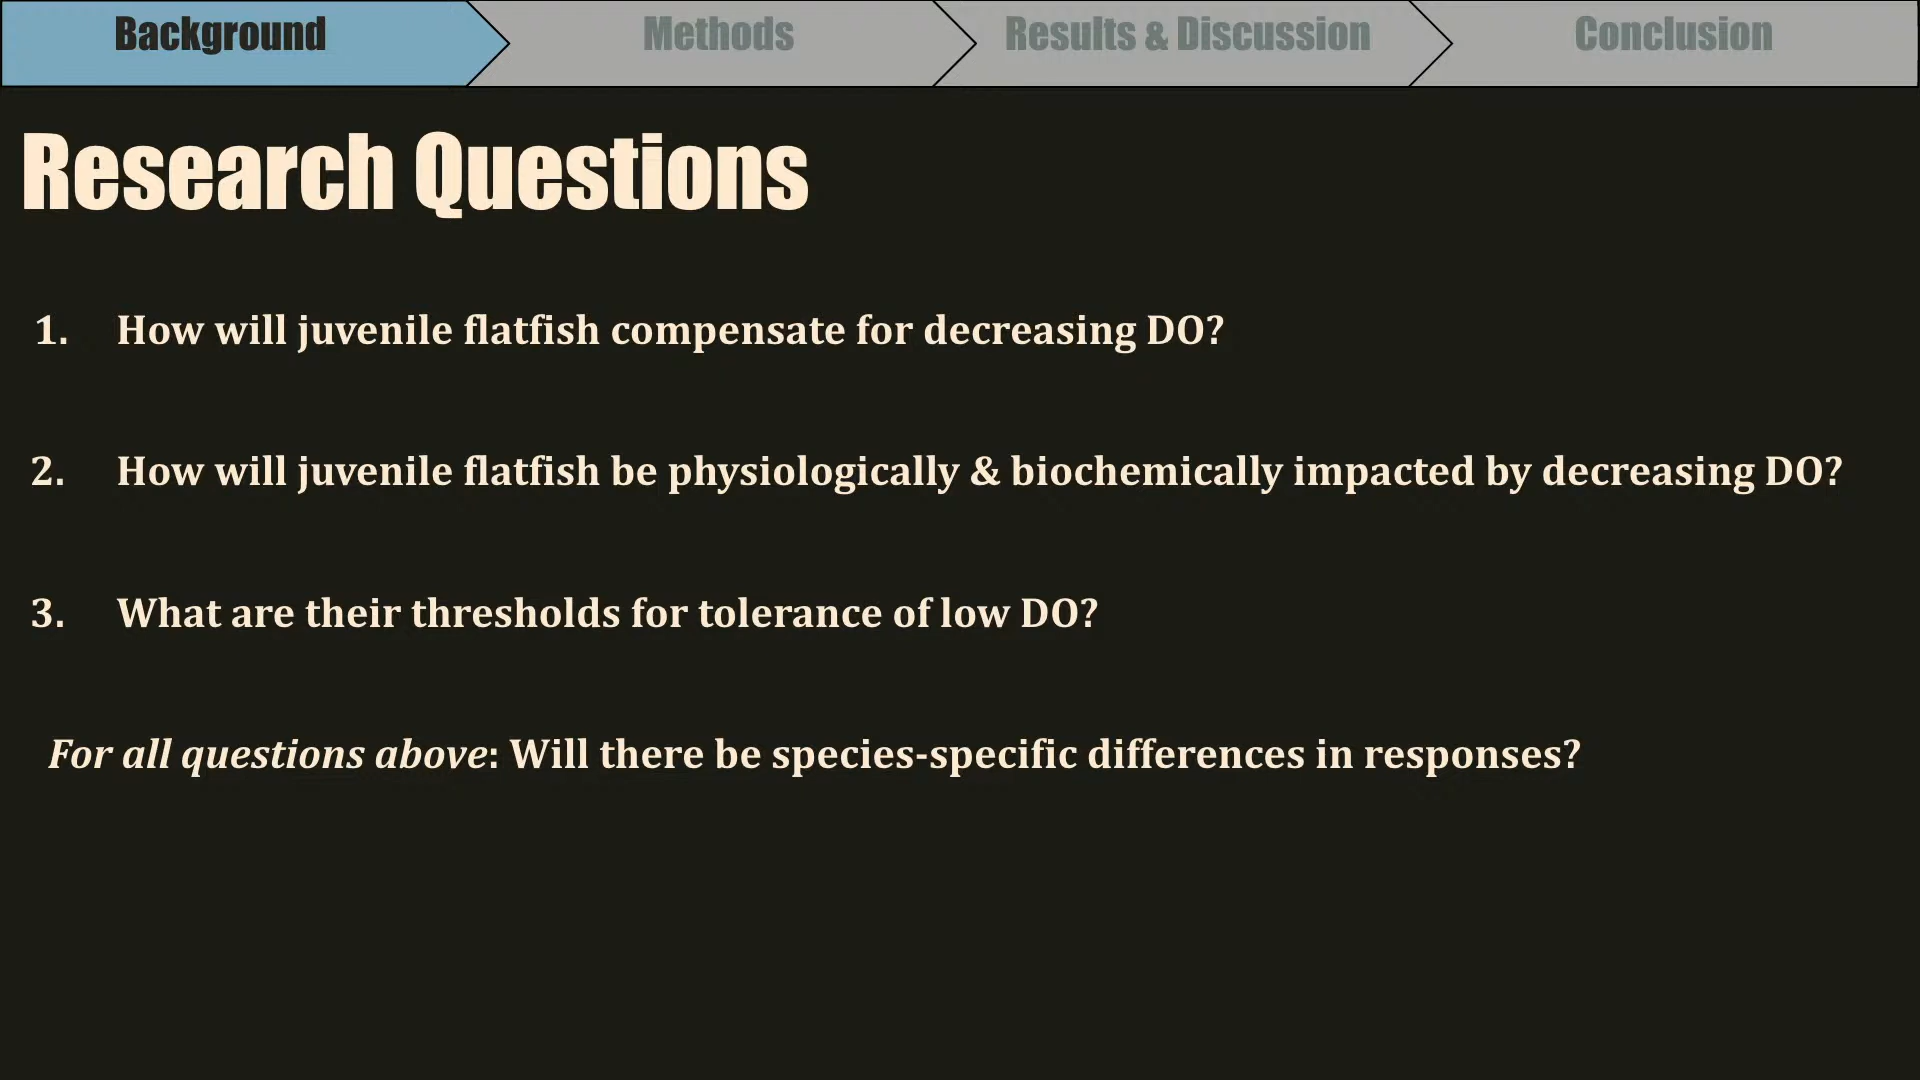 Background
Methods
Results & Discussion
Conclusion
Research Questions
1. How will juvenile flatfish compensate for decreasing DO?
2. How will juvenile flatfish be physiologically & biochemically impacted by decreasing DO?
3. What are their thresholds for tolerance of low DO?
For all questions above: Will there be species-specific differences in responses?